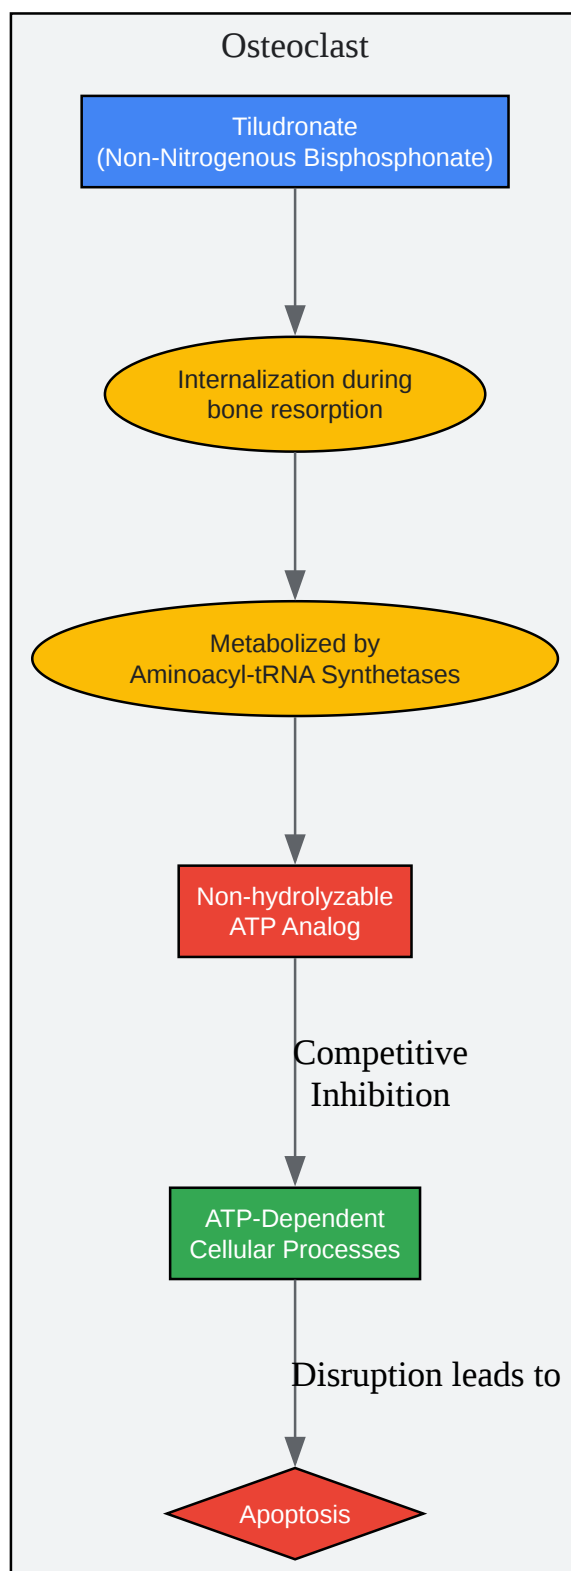 Osteoclast
Tiludronate
(Non-Nitrogenous Bisphosphonate)
Internalization during
bone resorption
Metabolized by
Aminoacyl-tRNA Synthetases
Non-hydrolyzable
ATP Analog
Competitive
Inhibition
ATP-Dependent
Cellular Processes
Disruption leads to
Apoptosis